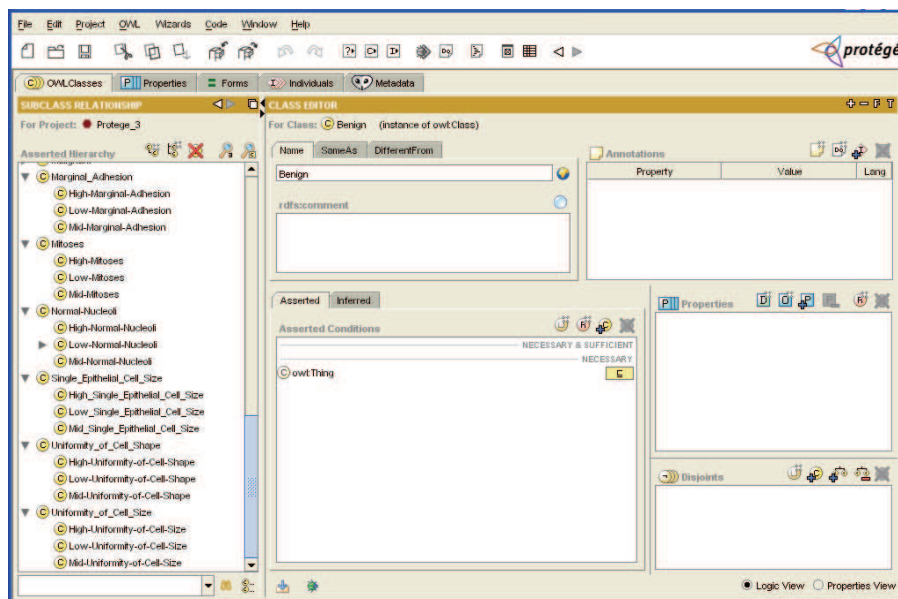 File Edit Project OWL Wizards Code Window Help
protégé
OWLClasses Properties Forms Individuals Metadata
SUBCLASS RELATIONSHIP
For Project: Protege_3
Asserted Hierarchy
Marginal_Adhesion
High-Marginal-Adhesion
Low-Marginal-Adhesion
Mid-Marginal-Adhesion
Mitoses
High-Mitoses
Low-Mitoses
Mid-Mitoses
Normal-Nucleoli
High-Normal-Nucleoli
Low-Normal-Nucleoli
Mid-Normal-Nucleoli
Single_Epithelial_Cell_Size
High_Single_Epithelial_Cell_Size
Low_Single_Epithelial_Cell_Size
Mid_Single_Epithelial_Cell_Size
Uniformity_of_Cell_Shape
High-Uniformity-of-Cell-Shape
Low-Uniformity-of-Cell-Shape
Mid-Uniformity-of-Cell-Shape
Uniformity_of_Cell_Size
High-Uniformity-of-Cell-Size
Low-Uniformity-of-Cell-Size
Mid-Uniformity-of-Cell-Size
CLASS EDITOR
For Class: Benign (instance of owl:Class)
Name SameAs DifferentFrom
Benign
rdfs:comment
Annotations
Property Value Lang
Asserted Inferred
Asserted Conditions
NECESSARY & SUFFICIENT
NECESSARY
owl:Thing
Properties
Disjoints
Logic View Properties View